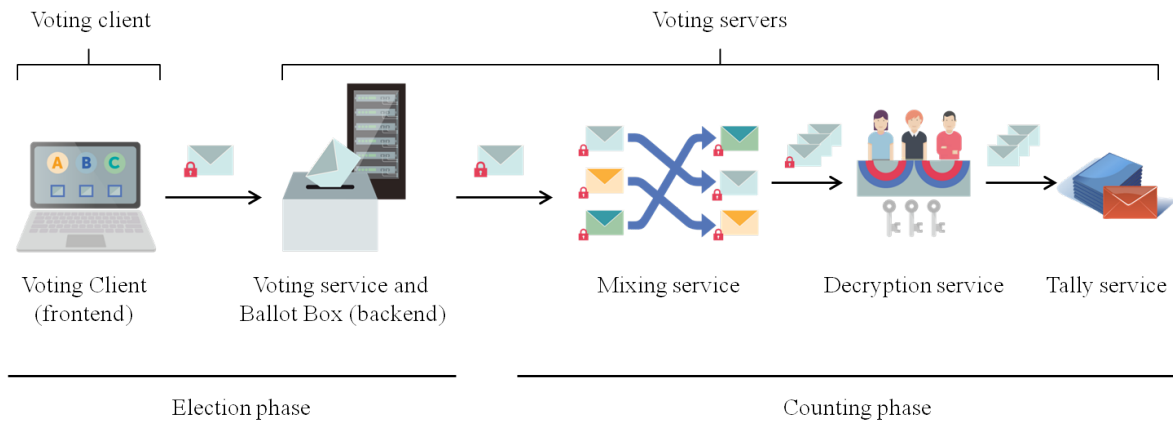 Voting client
Voting servers
A B C
Voting Client
(frontend)
Voting service and
Ballot Box (backend)
Mixing service
Decryption service
Tally service
Election phase
Counting phase